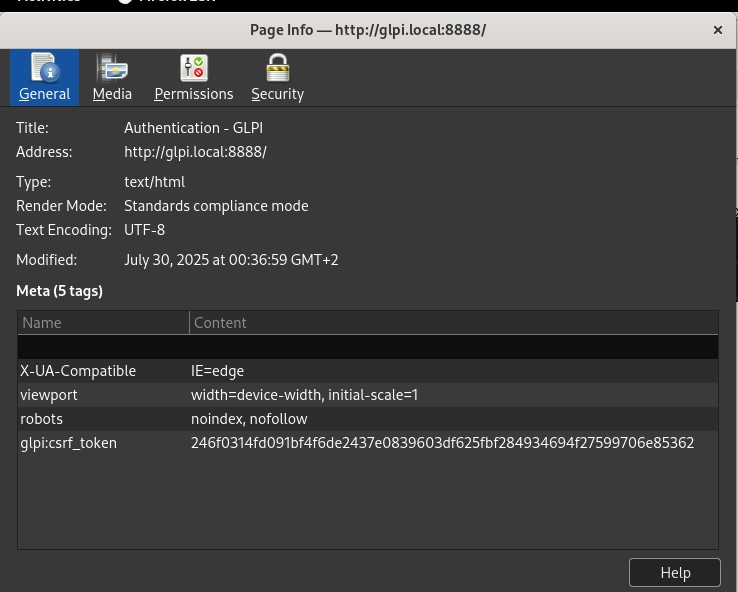 Page Info — http://glpi.local:8888/
General Media Permissions Security
Title: Authentication - GLPI
Address: http://glpi.local:8888/
Type: text/html
Render Mode: Standards compliance mode
Text Encoding: UTF-8
Modified: July 30, 2025 at 00:36:59 GMT+2
Meta (5 tags)
Name Content
X-UA-Compatible IE=edge
viewport width=device-width, initial-scale=1
robots noindex, nofollow
glpi:csrf_token 246f0314fd091bf4f6de2437e0839603df625fbf284934694f27599706e85362
Help